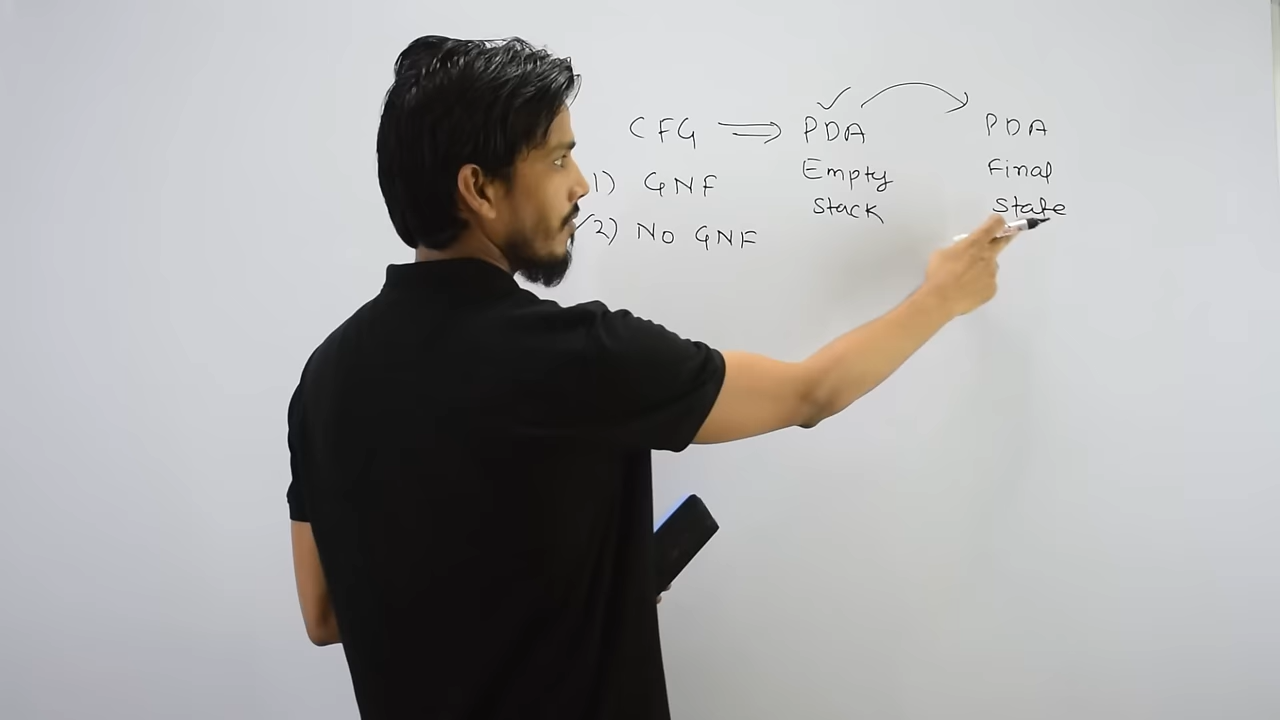 CFG ⇒ PDA PDA
1) GNF Empty Final
2) No GNF Stack State